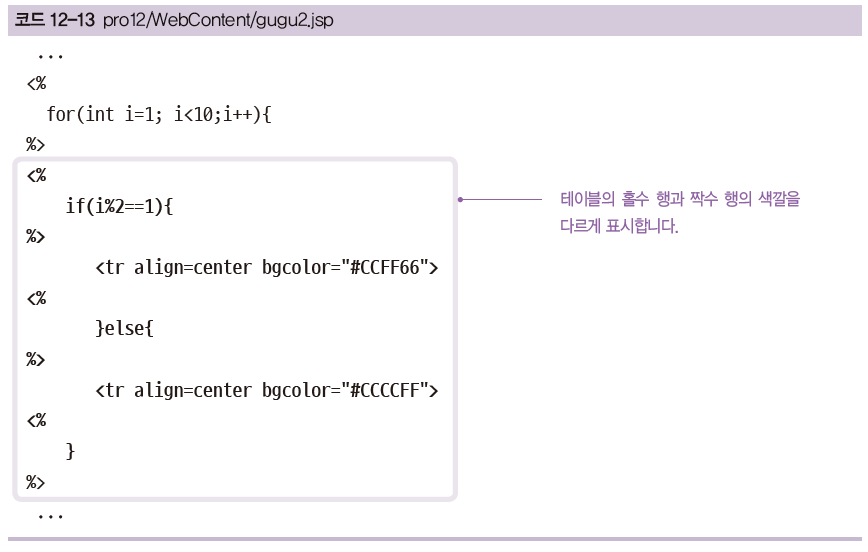 코드 12-13 pro12/WebContent/gugu2.jsp
...
<%
for(int i=1; i<10;i++){
%>
<%
if(i%2==1){
%>
<tr align=center bgcolor="#CCFF66">
<%
}else{
%>
<tr align=center bgcolor="#CCCCFF">
<%
}
%>
...
테이블의 홀수 행과 짝수 행의 색깔을
다르게 표시합니다.